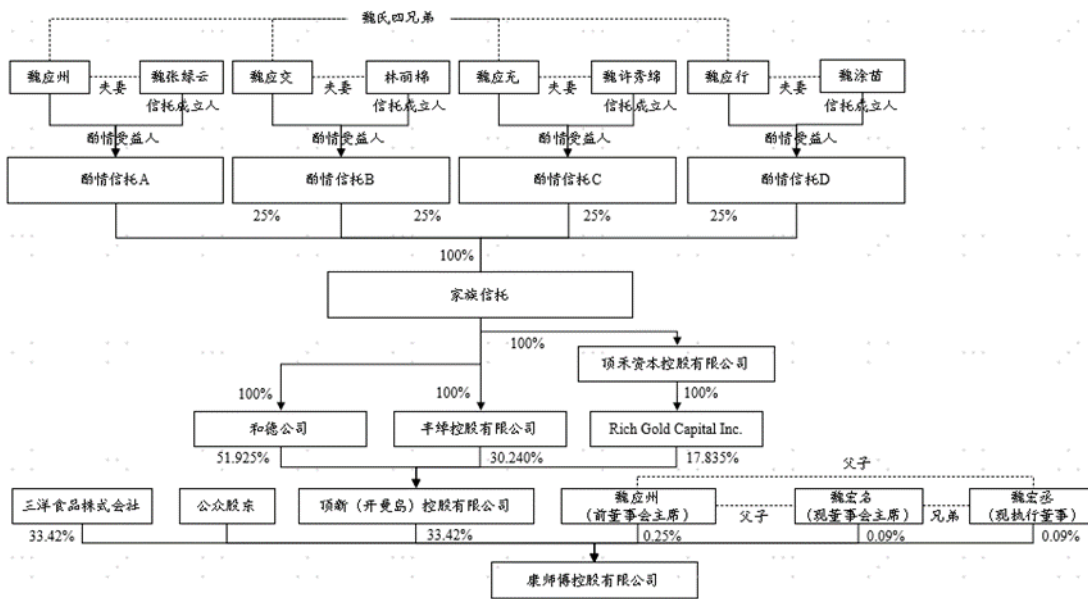 魏氏四兄弟
魏应州
夫妻
魏张绿云
魏应交
夫妻
林丽棉
魏应充
夫妻
魏许秀绵
魏应行
夫妻
魏涂苗
信托成立人
信托成立人
信托成立人
信托成立人
酌情受益人
酌情受益人
酌情受益人
酌情受益人
酌情信托A
酌情信托B
酌情信托C
酌情信托D
25%
25%
25%
25%
100%
家族信托
100%
顶禾资本控股有限公司
100%
100%
100%
和德公司
丰绰控股有限公司
Rich Gold Capital Inc.
51.925%
30.240%
17.835%
父子
三洋食品株式会社
公众股东
顶新（开曼岛）控股有限公司
魏应州
（前董事会主席）
父子
魏宏名
（现董事会主席）
兄弟
魏宏丞
（现执行董事）
33.42%
33.42%
0.25%
0.09%
0.09%
康师傅控股有限公司